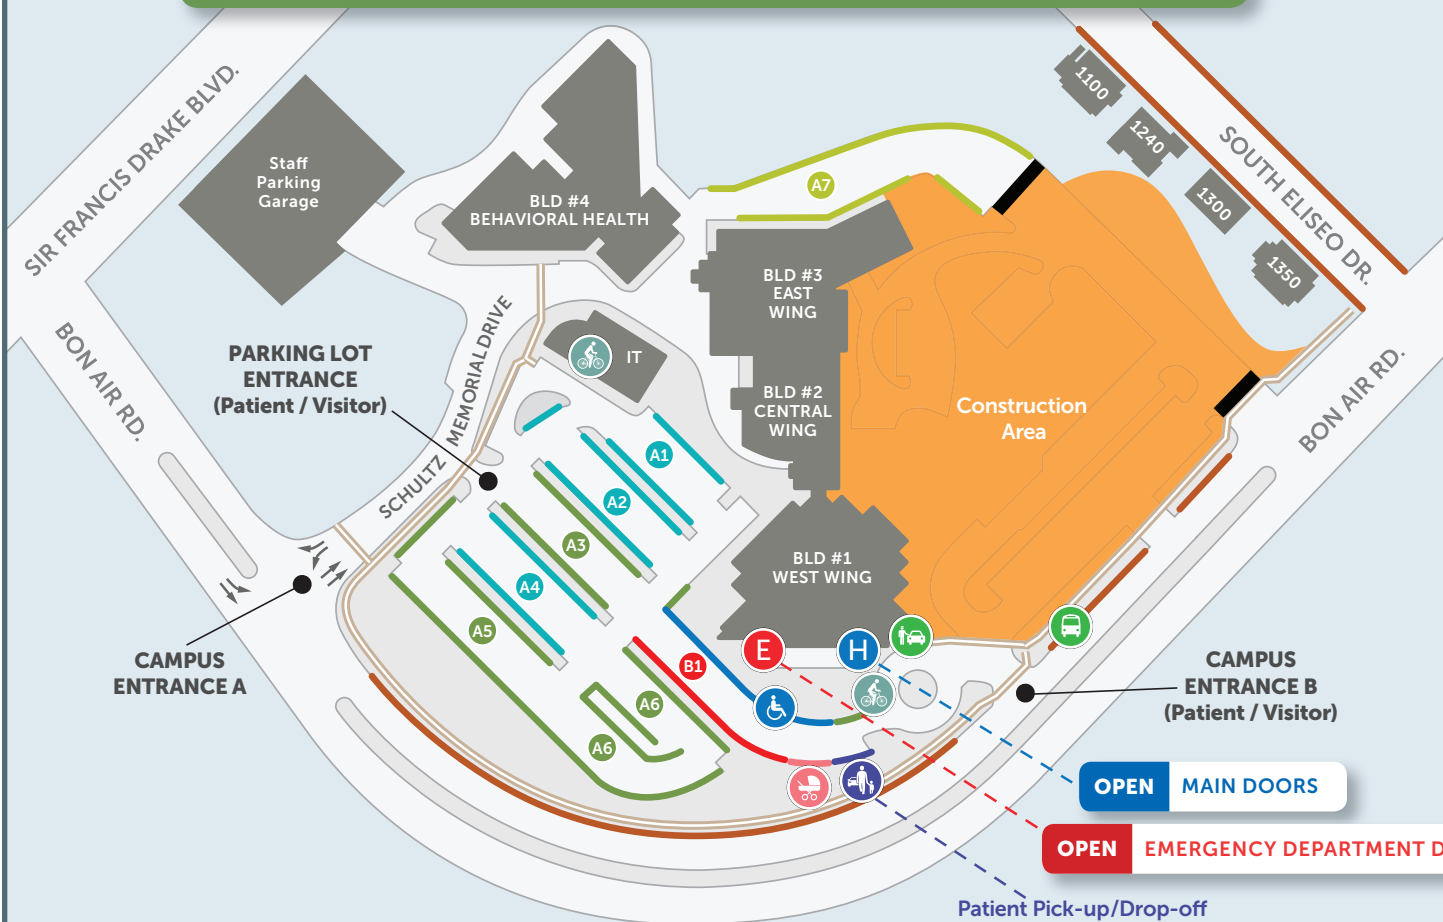 SIR FRANCIS DRAKE BLVD.
Staff
Parking
Garage
BLD #4
BEHAVIORAL HEALTH
A7
1100
1240
1300
1350
SOUTH ELISEO DR.
BLD #3
EAST
WING
BON AIR RD.
PARKING LOT
ENTRANCE
(Patient / Visitor)
SCHULTZ MEMORIAL DRIVE
IT
BLD #2
CENTRAL
WING
Construction
Area
BON AIR RD.
A1
A2
A3
A4
A5
BLD #1
WEST WING
CAMPUS
ENTRANCE A
B1
E
H
A6
A6
CAMPUS
ENTRANCE B
(Patient / Visitor)
OPEN MAIN DOORS
OPEN EMERGENCY DEPARTMENT D
Patient Pick-up/Drop-off